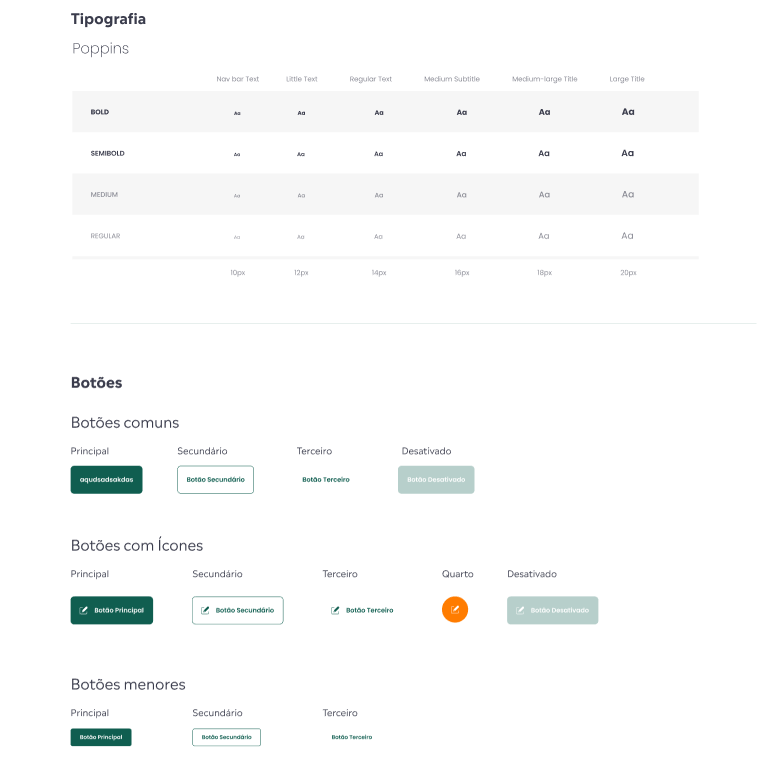 Tipografia
Poppins
Nav bar Text Little Text Regular Text Medium Subtitle Medium-large Title Large Title
BOLD Aa Aa Aa Aa Aa Aa
SEMIBOLD Aa Aa Aa Aa Aa Aa
MEDIUM Aa Aa Aa Aa Aa Aa
REGULAR Aa Aa Aa Aa Aa Aa
10px 12px 14px 16px 18px 20px
Botões
Botões comuns
Principal Secundário Terceiro Desativado
aqudsadsakdas Botão Secundário Botão Terceiro Botão Desativado
Botões com Ícones
Principal Secundário Terceiro Quarto Desativado
Botão Principal Botão Secundário Botão Terceiro Botão Desativado
Botões menores
Principal Secundário Terceiro
Botão Principal Botão Secundário Botão Terceiro